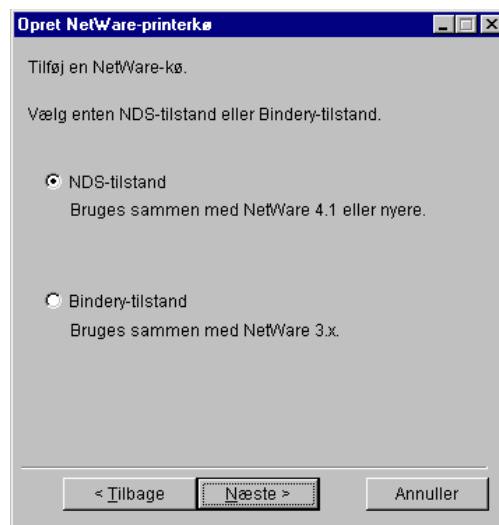 Opret NetWare-printerkø
Tilføj en NetWare-kø.
Vælg enten NDS-tilstand eller Bindery-tilstand.
NDS-tilstand
Bruges sammen med NetWare 4.1 eller nyere.
Bindery-tilstand
Bruges sammen med NetWare 3.x.
< Tilbage
Næste >
Annuller